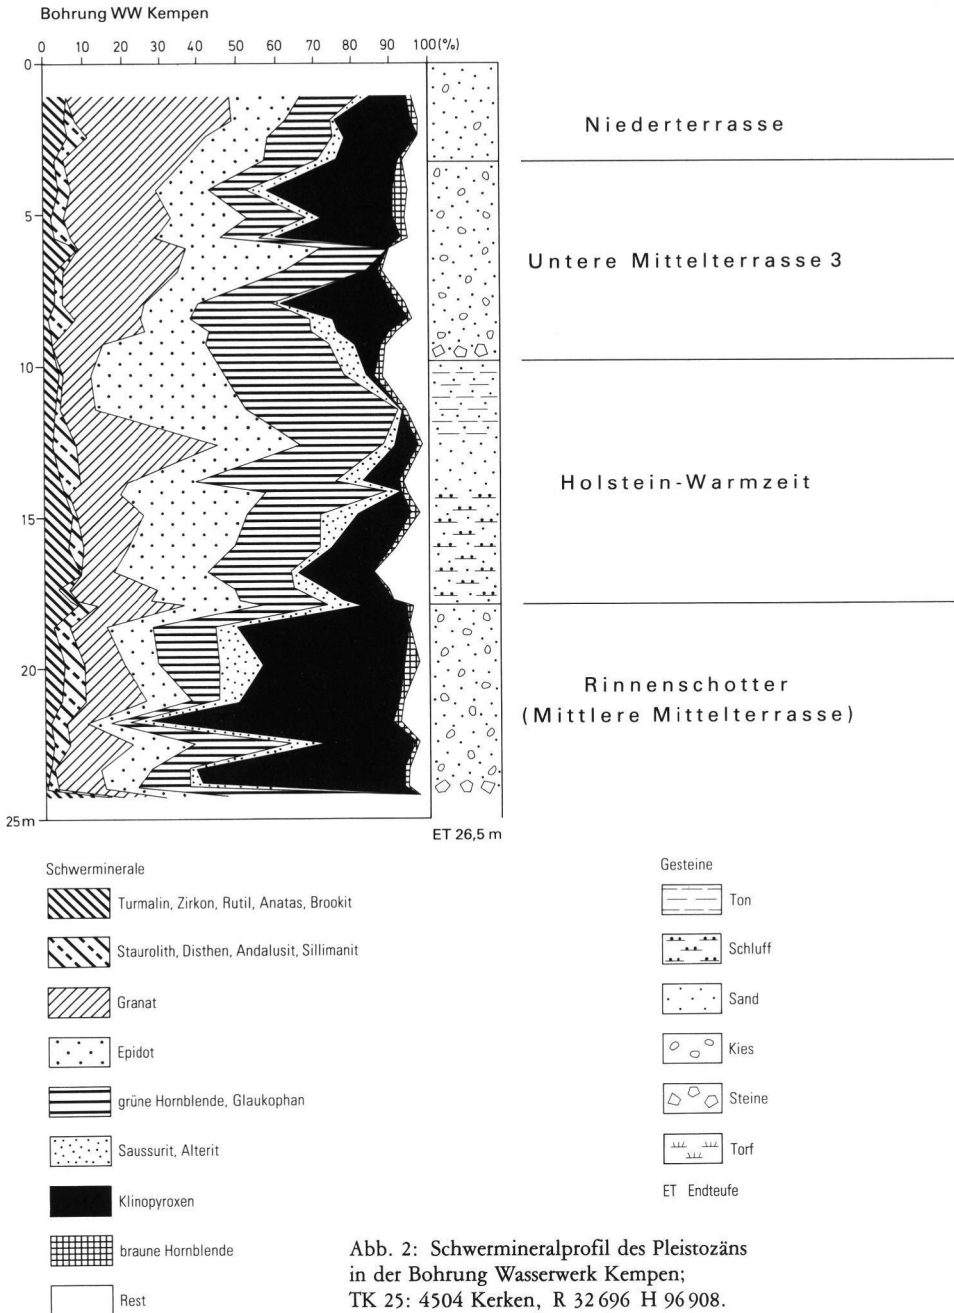 Bohrung WW Kempen
0 10 20 30 40 50 60 70 80 90 100(%)
0
5
10
15
20
25m
Niederterrasse
Untere Mittelterrasse 3
Holstein-Warmzeit
Rinnenschotter
(Mittlere Mittelterrasse)
ET 26,5 m
Schwerminerale
Turmalin, Zirkon, Rutil, Anatas, Brookit
Staurolith, Disthen, Andalusit, Sillimanit
Granat
Epidot
grüne Hornblende, Glaukophan
Saussurit, Alterit
Klinopyroxen
braune Hornblende
Rest
Gesteine
Ton
Schluff
Sand
Kies
Steine
Torf
ET Endteufe
Abb. 2: Schwermineralprofil des Pleistozäns
in der Bohrung Wasserwerk Kempen;
TK 25: 4504 Kerken, R 32 696 H 96 908.